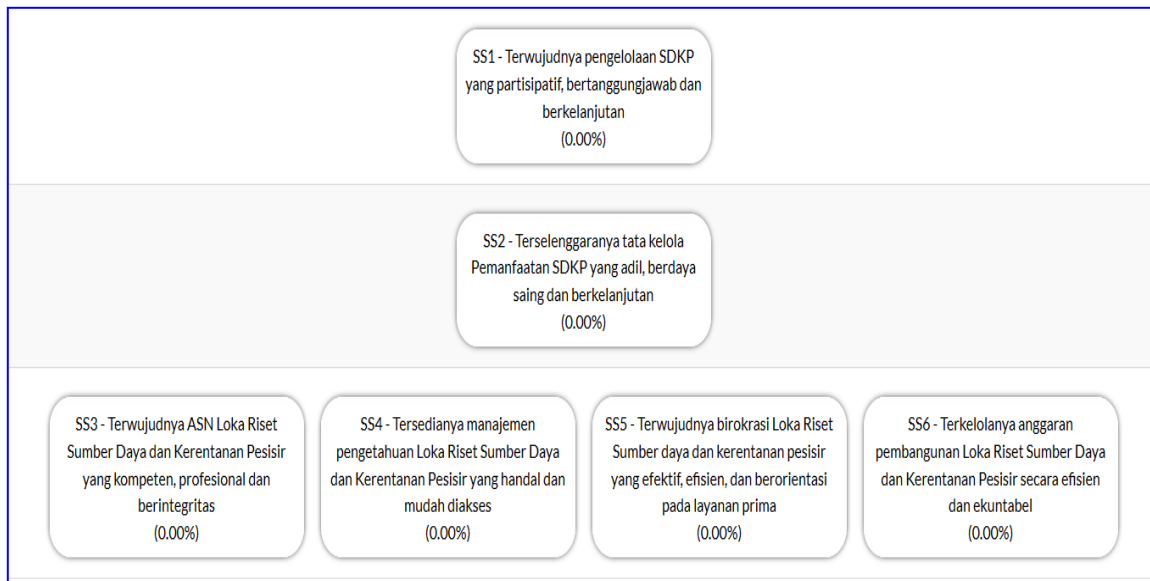 SS1 - Terwujudnya pengelolaan SDKP
yang partisipatif, bertanggungjawab dan
berkelanjutan
(0.00%)
SS2 - Terselenggaranya tata kelola
Pemanfaatan SDKP yang adil, berdaya
saing dan berkelanjutan
(0.00%)
SS3 - Terwujudnya ASN Loka Riset
Sumber Daya dan Kerentanan Pesisir
yang kompeten, profesional dan
berintegritas
(0.00%)
SS4 - Tersedianya manajemen
pengetahuan Loka Riset Sumber Daya
dan Kerentanan Pesisir yang handal dan
mudah diakses
(0.00%)
SS5 - Terwujudnya birokrasi Loka Riset
Sumber daya dan kerentanan pesisir
yang efektif, efisien, dan berorientasi
pada layanan prima
(0.00%)
SS6 - Terkelolanya anggaran
pembangunan Loka Riset Sumber Daya
dan Kerentanan Pesisir secara efisien
dan ekuntabel
(0.00%)